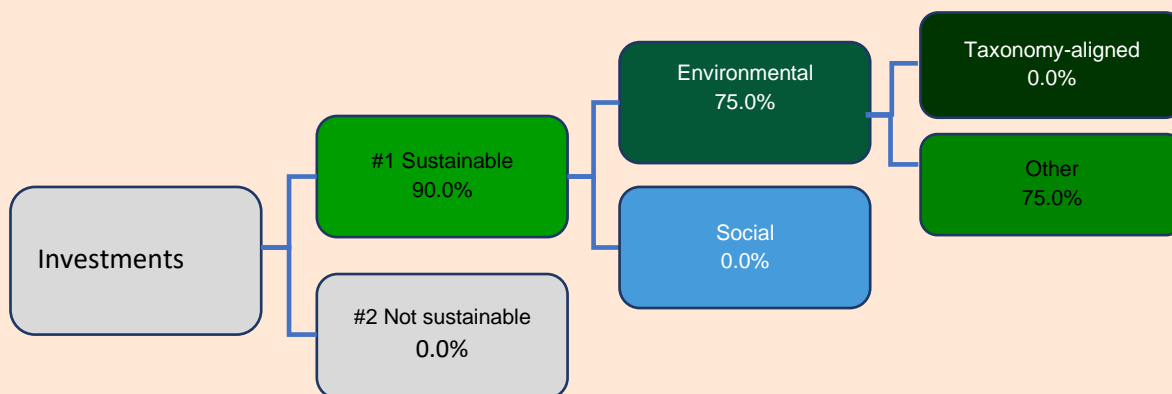 Investments
#1 Sustainable
90.0%
#2 Not sustainable
0.0%
Environmental
75.0%
Social
0.0%
Taxonomy-aligned
0.0%
Other
75.0%